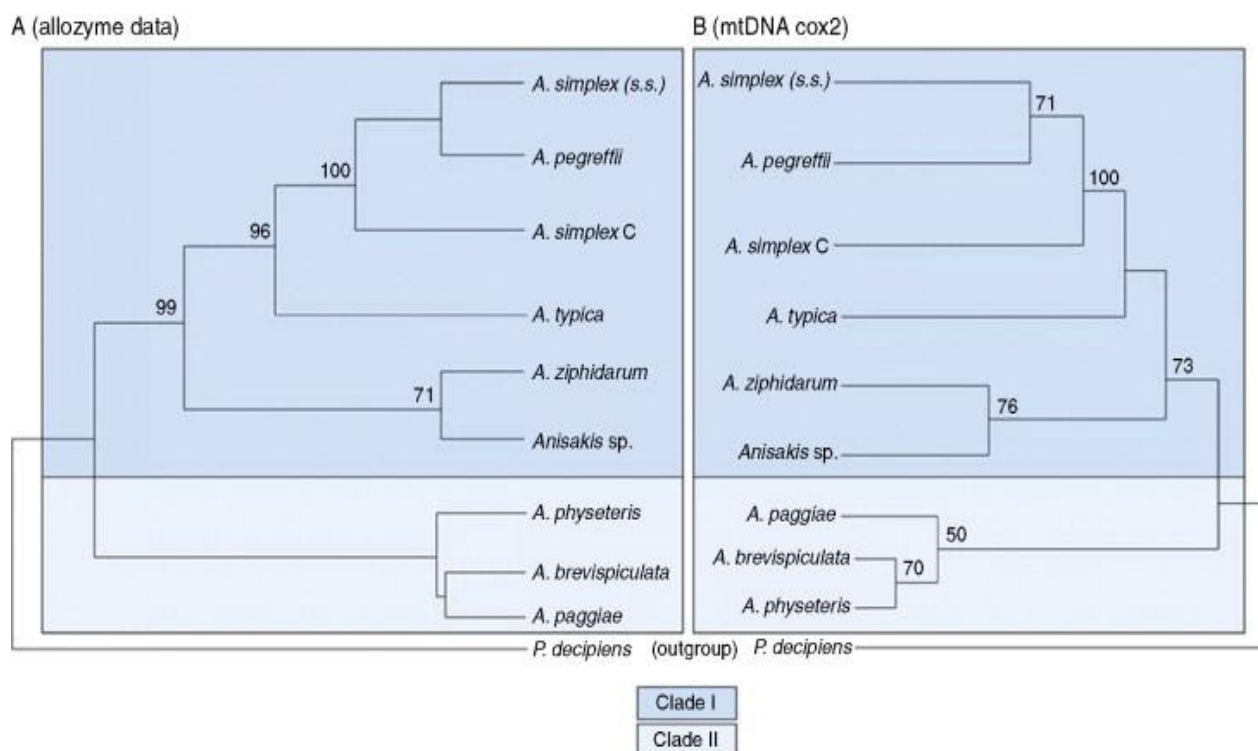 A (allozyme data)
A. simplex (s.s.)
A. pegreffii
100
A. simplex C
96
A. typica
99
A. ziphidarum
71
Anisakis sp.
A. physeteris
A. brevispiculata
A. paggiae
P. decipiens (outgroup) P. decipiens
B (mtDNA cox2)
A. simplex (s.s.)
71
A. pegreffii
100
A. simplex C
A. typica
73
A. ziphidarum
76
Anisakis sp.
A. paggiae
50
A. brevispiculata
70
A. physeteris
Clade I
Clade II